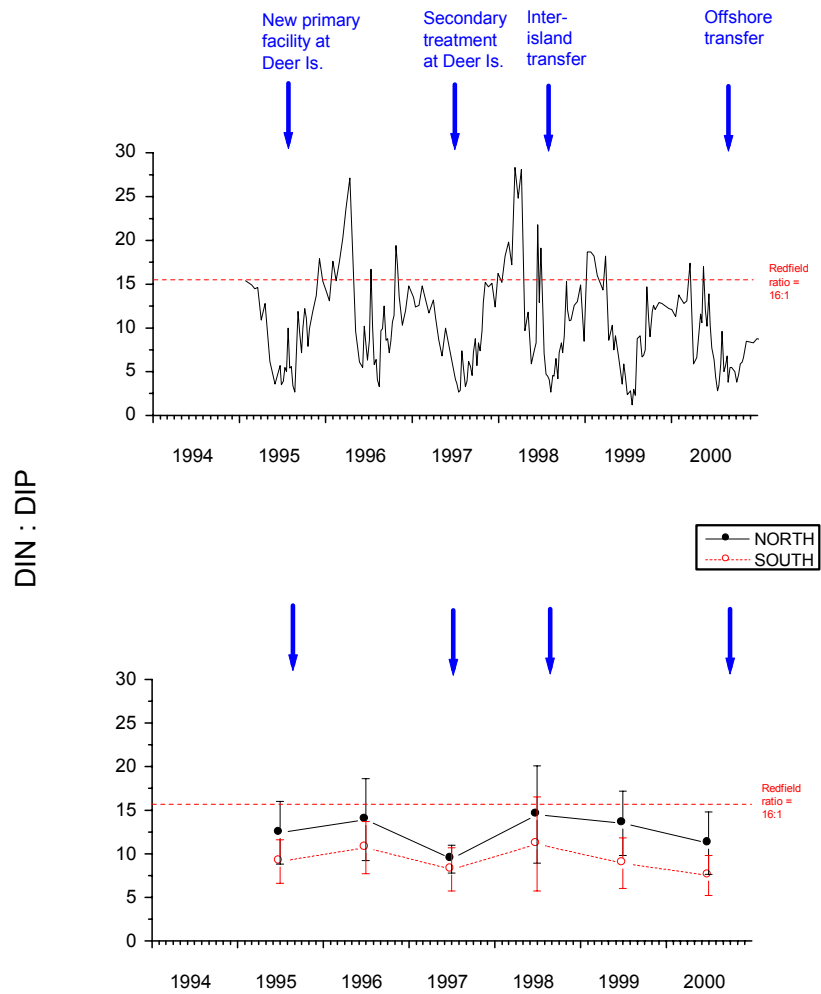 New primary
facility at
Deer Is.
Secondary
treatment
at Deer Is.
Inter-
island
transfer
Offshore
transfer
30
25
20
15
10
5
0
Redfield
ratio =
16:1
1994 1995 1996 1997 1998 1999 2000
DIN : DIP
NORTH
SOUTH
30
25
20
15
10
5
0
Redfield
ratio =
16:1
1994 1995 1996 1997 1998 1999 2000